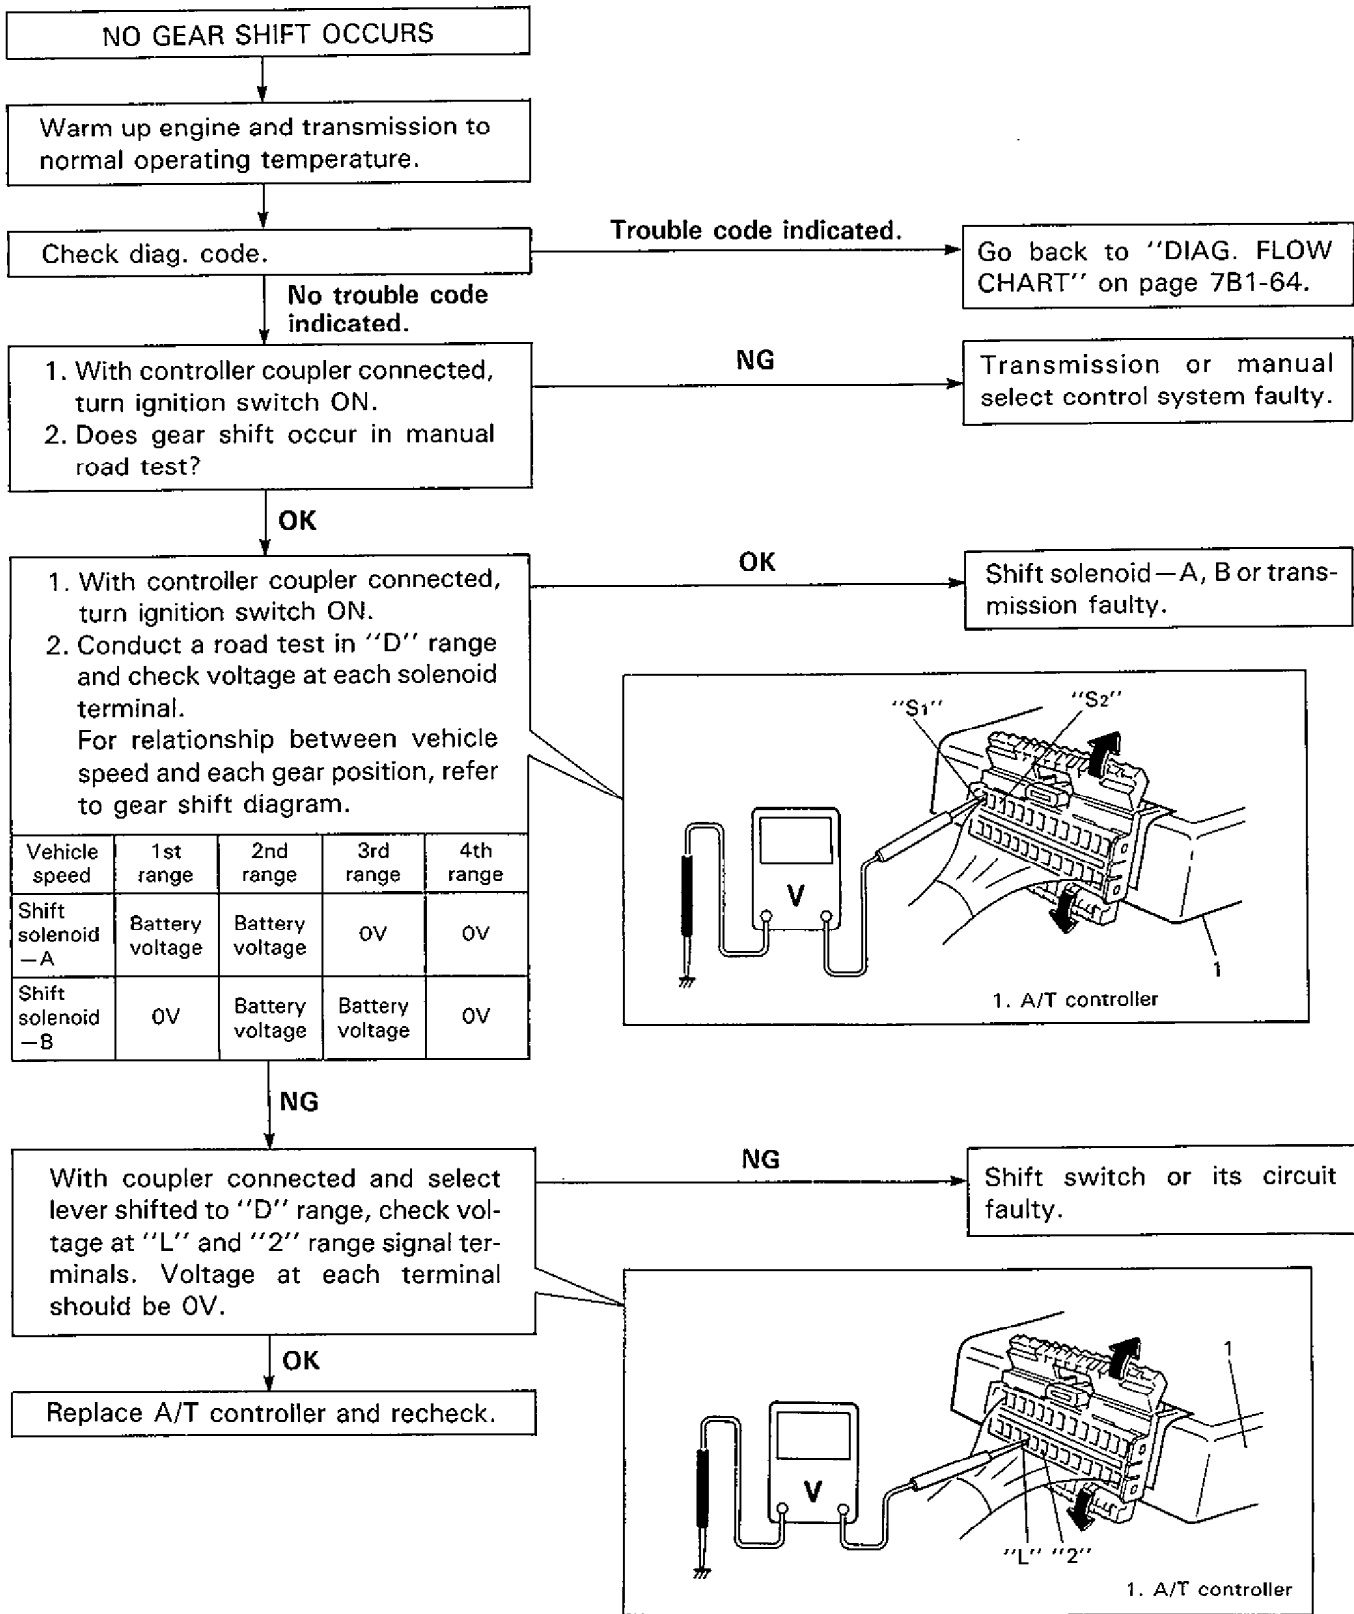 NO GEAR SHIFT OCCURS
Warm up engine and transmission to
normal operating temperature.
Check diag. code.
Trouble code indicated.
Go back to "DIAG. FLOW
CHART" on page 7B1-64.
No trouble code
indicated.
1. With controller coupler connected,
turn ignition switch ON.
2. Does gear shift occur in manual
road test?
NG
Transmission or manual
select control system faulty.
OK
1. With controller coupler connected,
turn ignition switch ON.
2. Conduct a road test in "D" range
and check voltage at each solenoid
terminal.
For relationship between vehicle
speed and each gear position, refer
to gear shift diagram.
OK
Shift solenoid—A, B or trans-
mission faulty.
Vehicle
speed
1st
range
2nd
range
3rd
range
4th
range
Shift
solenoid
—A
Battery
voltage
Battery
voltage
0V
0V
Shift
solenoid
—B
0V
Battery
voltage
Battery
voltage
0V
"S1"
"S2"
V
1
1. A/T controller
NG
With coupler connected and select
lever shifted to "D" range, check vol-
tage at "L" and "2" range signal ter-
minals. Voltage at each terminal
should be 0V.
NG
Shift switch or its circuit
faulty.
OK
Replace A/T controller and recheck.
1
V
"L" "2"
1. A/T controller